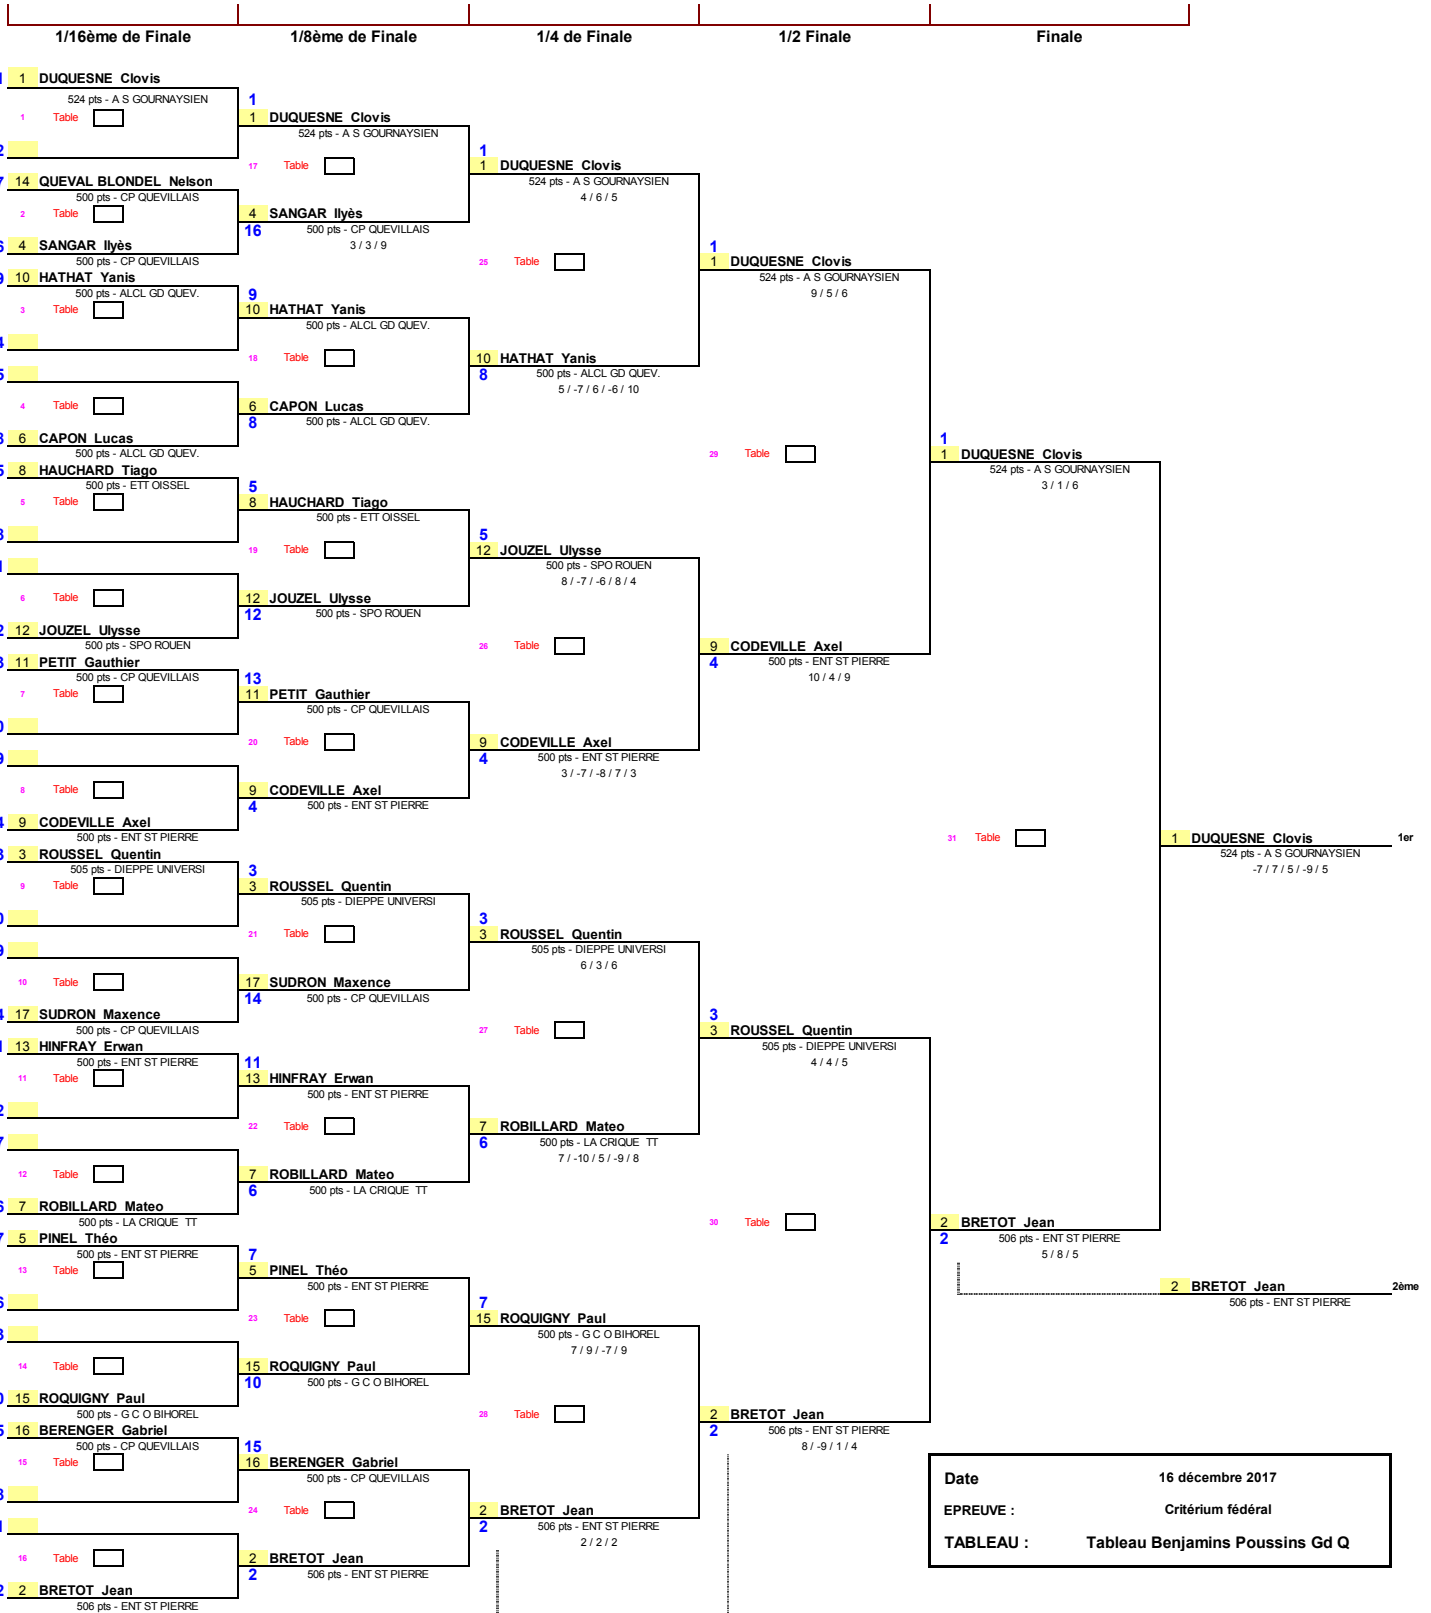 1/16ème de Finale
1/8ème de Finale
1/4 de Finale
1/2 Finale
Finale
1 DUQUESNE Clovis
524 pts - A S GOURNAYSIEN
1 Table
2
14 QUEVAL BLONDEL Nelson
500 pts - CP QUEVILLAIS
2 Table
4 SANGAR Ilyès
500 pts - CP QUEVILLAIS
10 HATHAT Yanis
500 pts - ALCL GD QUEV.
3 Table
4 Table
6 CAPON Lucas
500 pts - ALCL GD QUEV.
8 HAUCHARD Tiago
500 pts - ETT OISSEL
5 Table
6 Table
12 JOUZEL Ulysse
500 pts - SPO ROUEN
11 PETIT Gauthier
500 pts - CP QUEVILLAIS
7 Table
8 Table
9 CODEVILLE Axel
500 pts - ENT ST PIERRE
3 ROUSSEL Quentin
505 pts - DIEPPE UNIVERSI
9 Table
10 Table
17 SUDRON Maxence
500 pts - CP QUEVILLAIS
13 HINFRAY Erwan
500 pts - ENT ST PIERRE
11 Table
12 Table
7 ROBILLARD Mateo
500 pts - LA CRIQUE TT
5 PINEL Théo
500 pts - ENT ST PIERRE
13 Table
14 Table
15 ROQUIGNY Paul
500 pts - G C O BIHOREL
16 BERENGER Gabriel
500 pts - CP QUEVILLAIS
15 Table
16 Table
2 BRETOT Jean
506 pts - ENT ST PIERRE
1
1 DUQUESNE Clovis
524 pts - A S GOURNAYSIEN
17 Table
4 SANGAR Ilyès
16 500 pts - CP QUEVILLAIS
3 / 3 / 9
9
10 HATHAT Yanis
500 pts - ALCL GD QUEV.
18 Table
6 CAPON Lucas
8 500 pts - ALCL GD QUEV.
5
8 HAUCHARD Tiago
500 pts - ETT OISSEL
19 Table
12 JOUZEL Ulysse
12 500 pts - SPO ROUEN
13
11 PETIT Gauthier
500 pts - CP QUEVILLAIS
20 Table
9 CODEVILLE Axel
4 500 pts - ENT ST PIERRE
3
3 ROUSSEL Quentin
505 pts - DIEPPE UNIVERSI
21 Table
17 SUDRON Maxence
14 500 pts - CP QUEVILLAIS
11
13 HINFRAY Erwan
500 pts - ENT ST PIERRE
22 Table
7 ROBILLARD Mateo
6 500 pts - LA CRIQUE TT
7
5 PINEL Théo
500 pts - ENT ST PIERRE
23 Table
15 ROQUIGNY Paul
10 500 pts - G C O BIHOREL
15
16 BERENGER Gabriel
500 pts - CP QUEVILLAIS
24 Table
2 BRETOT Jean
2 506 pts - ENT ST PIERRE
1
1 DUQUESNE Clovis
524 pts - A S GOURNAYSIEN
4 / 6 / 5
25 Table
10 HATHAT Yanis
8 500 pts - ALCL GD QUEV.
5 / -7 / 6 / -6 / 10
5
12 JOUZEL Ulysse
500 pts - SPO ROUEN
8 / -7 / -6 / 8 / 4
26 Table
9 CODEVILLE Axel
4 500 pts - ENT ST PIERRE
3 / -7 / -8 / 7 / 3
3
3 ROUSSEL Quentin
505 pts - DIEPPE UNIVERSI
6 / 3 / 6
27 Table
7 ROBILLARD Mateo
6 500 pts - LA CRIQUE TT
7 / -10 / 5 / -9 / 8
7
15 ROQUIGNY Paul
500 pts - G C O BIHOREL
7 / 9 / -7 / 9
28 Table
2 BRETOT Jean
2 506 pts - ENT ST PIERRE
2 / 2 / 2
1
1 DUQUESNE Clovis
524 pts - A S GOURNAYSIEN
9 / 5 / 6
29 Table
9 CODEVILLE Axel
4 500 pts - ENT ST PIERRE
10 / 4 / 9
3
3 ROUSSEL Quentin
505 pts - DIEPPE UNIVERSI
4 / 4 / 5
30 Table
2 BRETOT Jean
2 506 pts - ENT ST PIERRE
8 / -9 / 1 / 4
1
1 DUQUESNE Clovis
524 pts - A S GOURNAYSIEN
3 / 1 / 6
31 Table
2 BRETOT Jean
2 506 pts - ENT ST PIERRE
5 / 8 / 5
1 DUQUESNE Clovis 1er
524 pts - A S GOURNAYSIEN
-7 / 7 / 5 / -9 / 5
2 BRETOT Jean 2ème
506 pts - ENT ST PIERRE
Date 16 décembre 2017
EPREUVE : Critérium fédéral
TABLEAU : Tableau Benjamins Poussins Gd Q